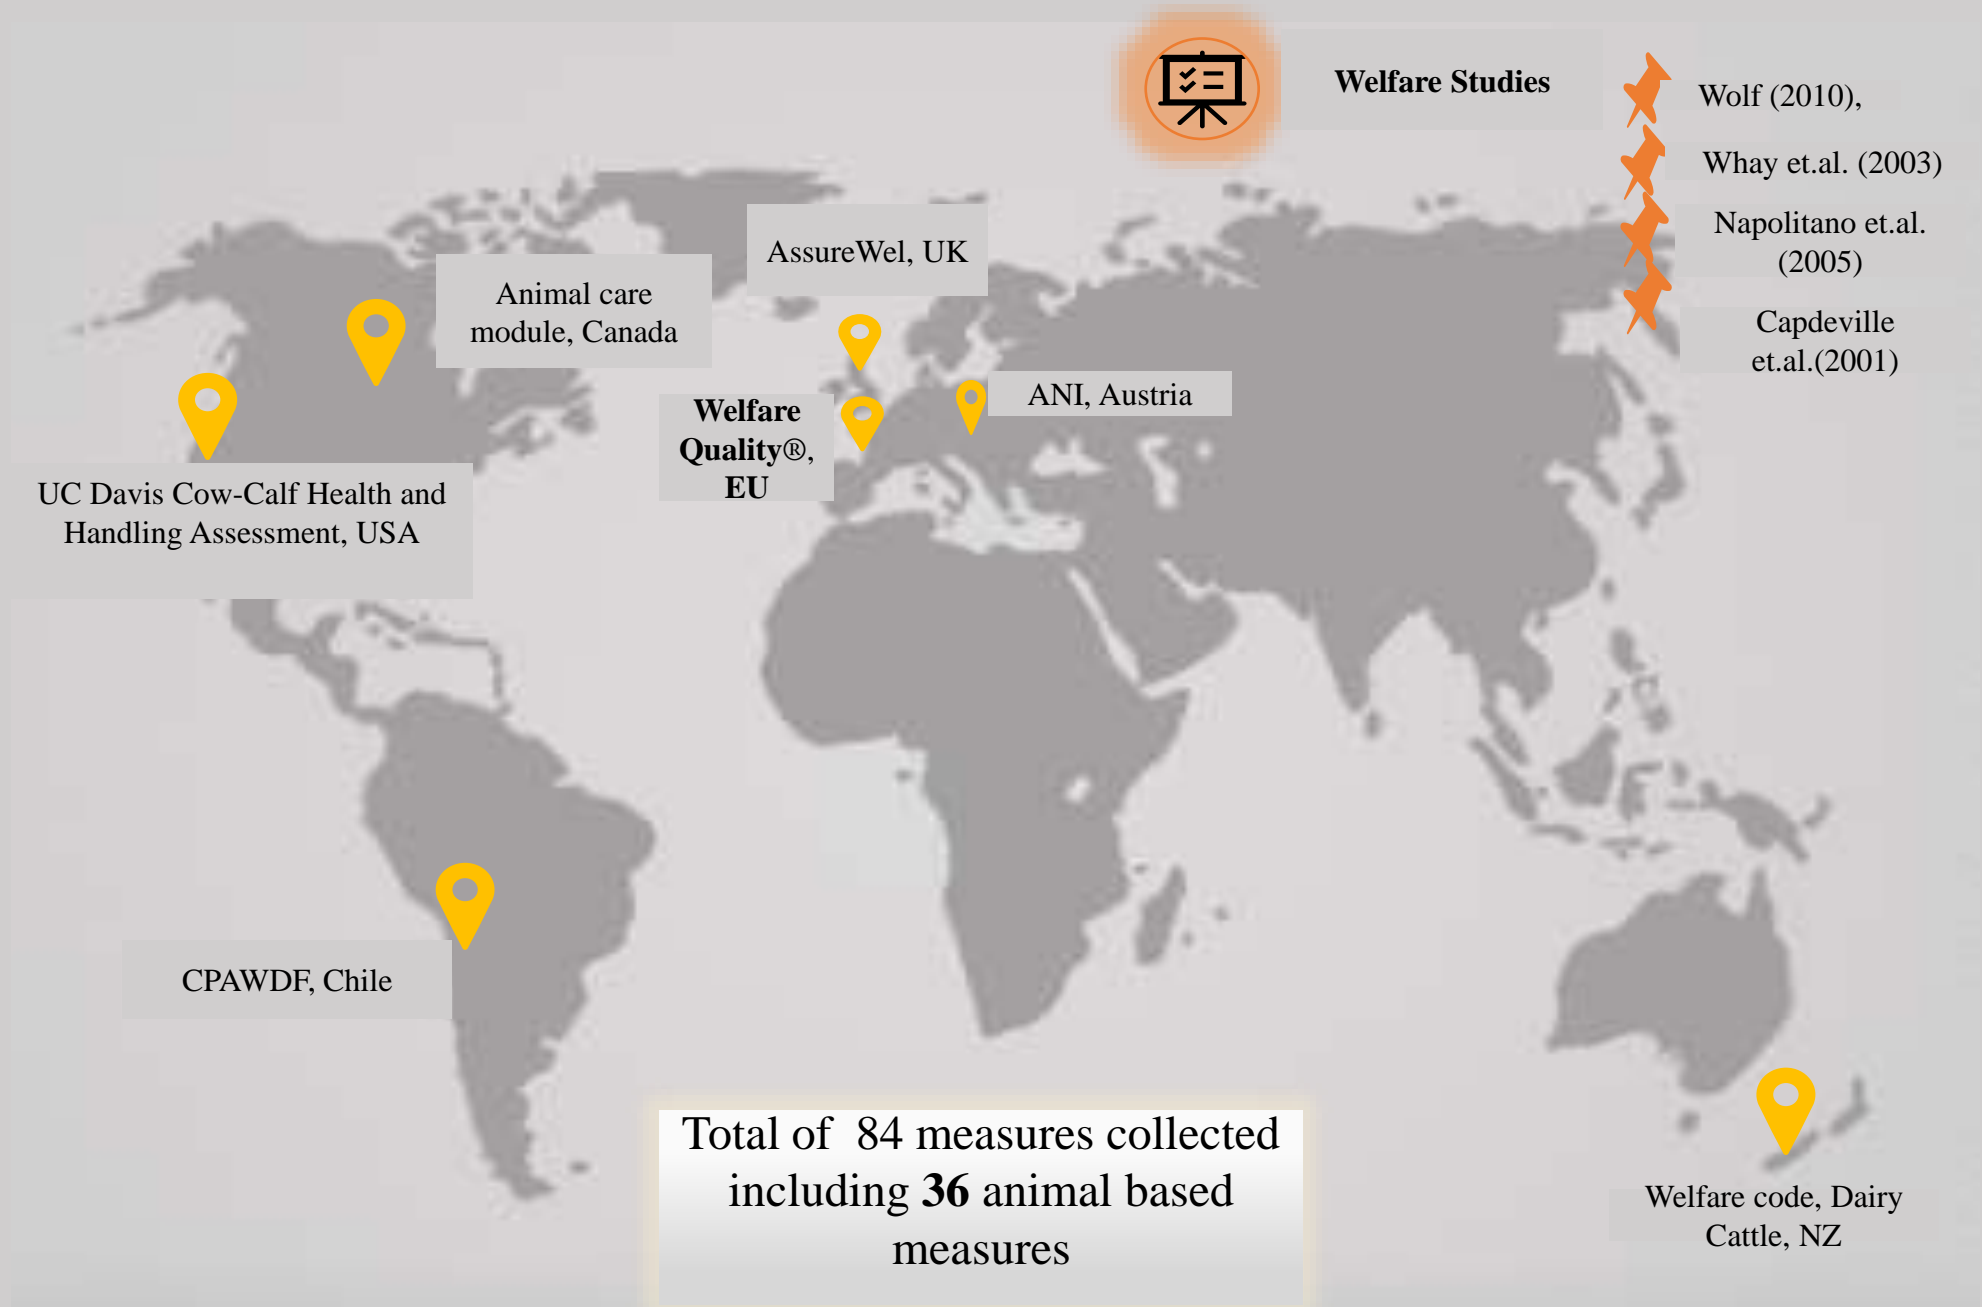 Welfare Studies
Wolf (2010),
Whay et.al. (2003)
Napolitano et.al.
(2005)
Capdeville
et.al.(2001)
AssureWel, UK
Animal care
module, Canada
ANI, Austria
Welfare
Quality®,
EU
UC Davis Cow-Calf Health and
Handling Assessment, USA
CPAWDF, Chile
Total of 84 measures collected
including 36 animal based
measures
Welfare code, Dairy
Cattle, NZ